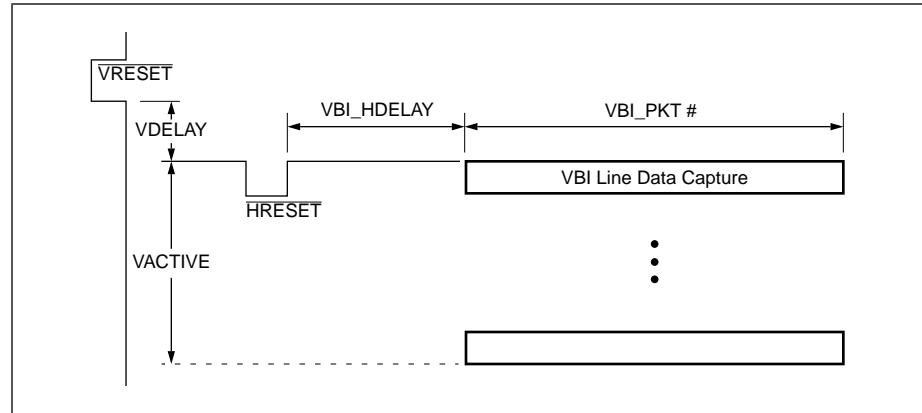 VRESET
VBI_HDELAY
VBI_PKT #
VDELAY
VBI Line Data Capture
HRESET
VACTIVE